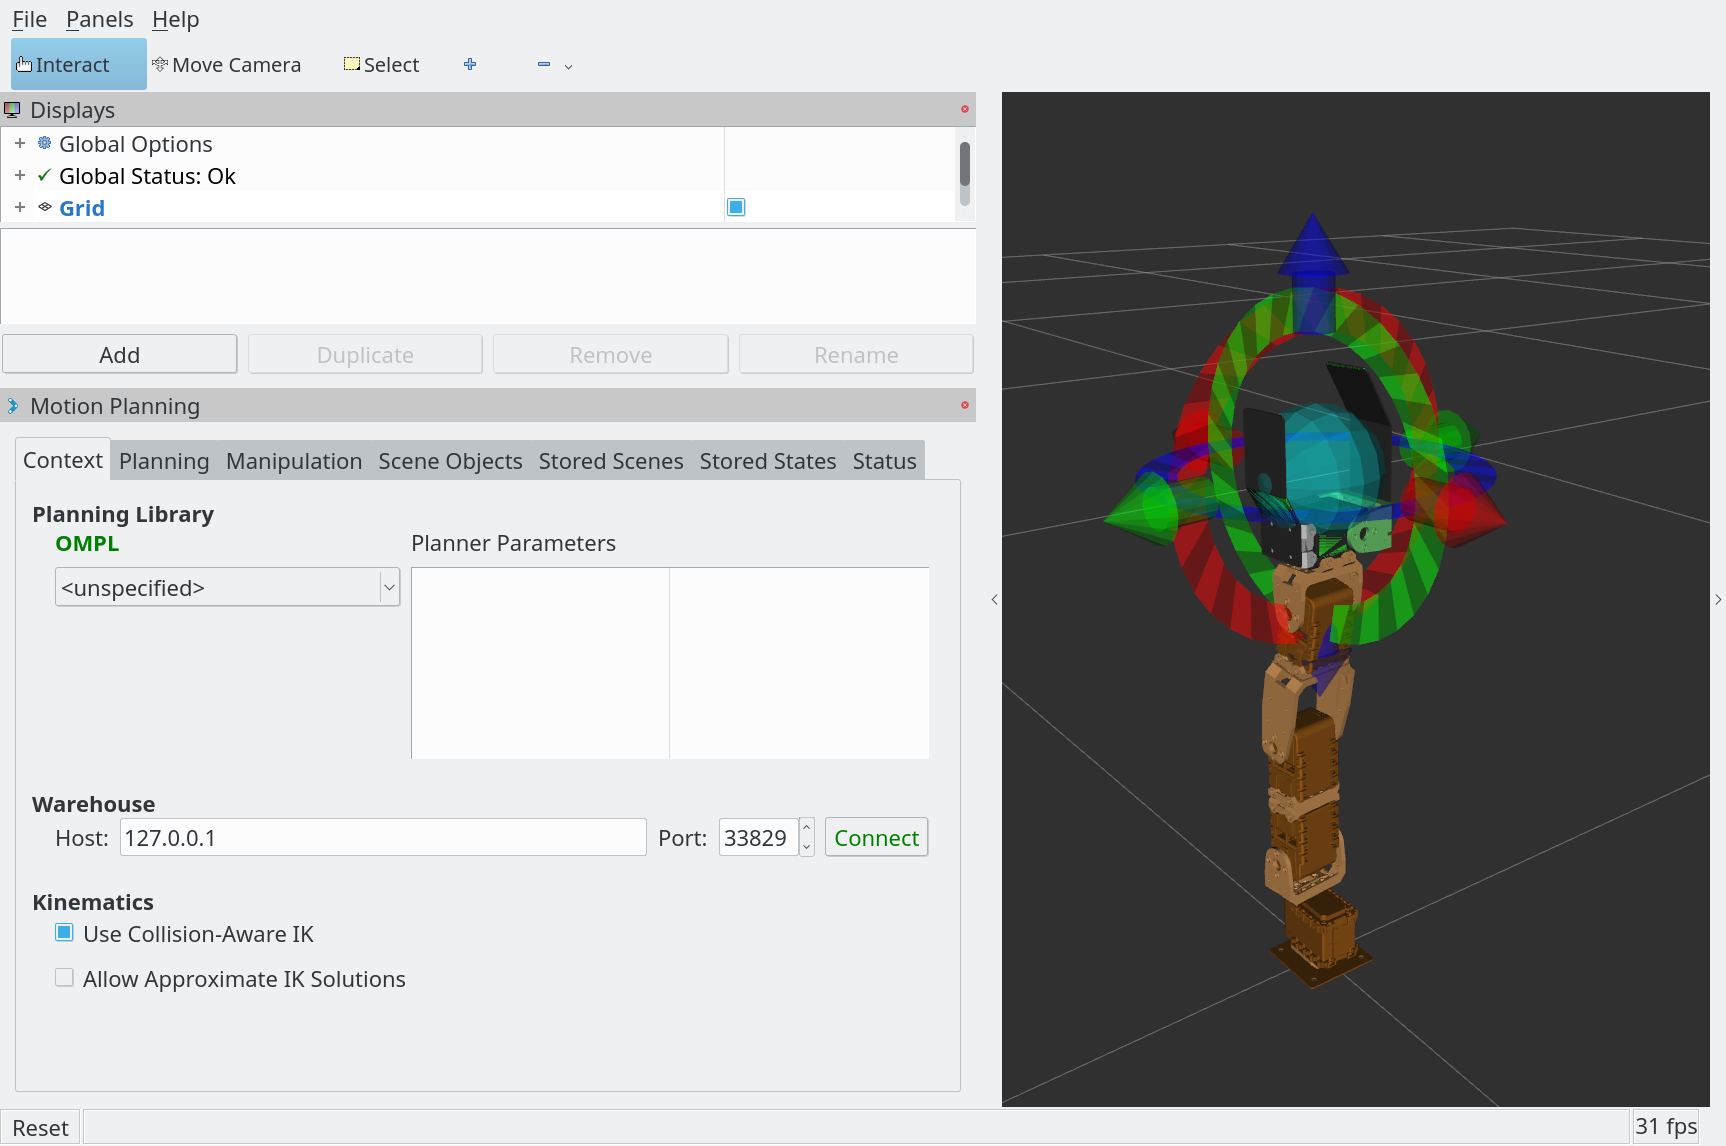 File Panels Help
Interact Move Camera Select
Displays
Global Options
Global Status: Ok
Grid
Add Duplicate Remove Rename
Motion Planning
Context Planning Manipulation Scene Objects Stored Scenes Stored States Status
Planning Library
OMPL Planner Parameters
<unspecified>
Warehouse
Host: 127.0.0.1 Port: 33829 Connect
Kinematics
Use Collision-Aware IK
Allow Approximate IK Solutions
Reset 31 fps